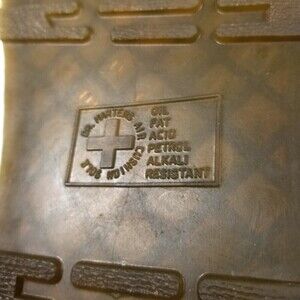 DR. MARTENS AIR CUSHION SOLE
OIL
FAT
ACID
PETROL
ALKALI
RESISTANT